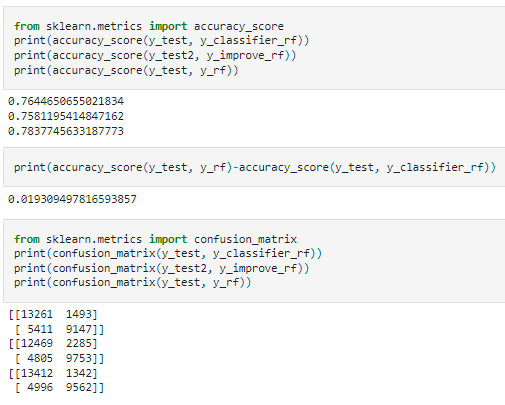 from sklearn.metrics import accuracy_score
print(accuracy_score(y_test, y_classifier_rf))
print(accuracy_score(y_test2, y_improve_rf))
print(accuracy_score(y_test, y_rf))
0.7644650655021834
0.7581195414847162
0.7837745633187773
print(accuracy_score(y_test, y_rf)-accuracy_score(y_test, y_classifier_rf))
0.019309497816593857
from sklearn.metrics import confusion_matrix
print(confusion_matrix(y_test, y_classifier_rf))
print(confusion_matrix(y_test2, y_improve_rf))
print(confusion_matrix(y_test, y_rf))
[[13261  1493]
 [ 5411  9147]]
[[12469  2285]
 [ 4805  9753]]
[[13412  1342]
 [ 4996  9562]]